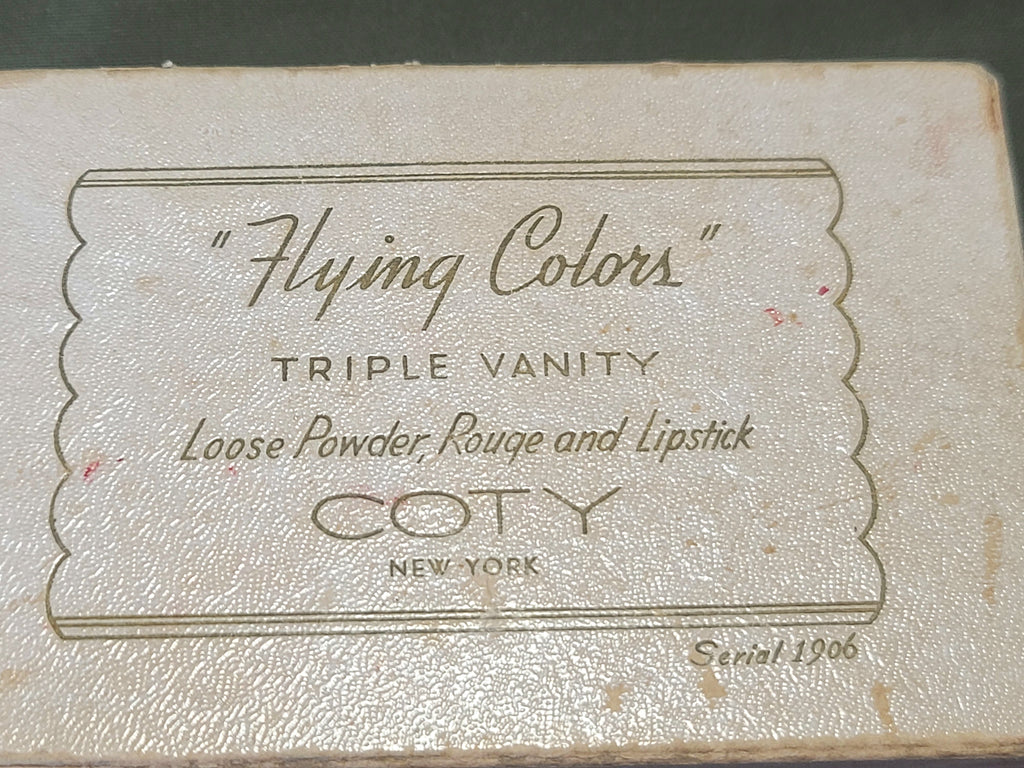 "Flying Colors"
TRIPLE VANITY
Loose Powder, Rouge and Lipstick
COTY
NEW YORK
Serial 1906